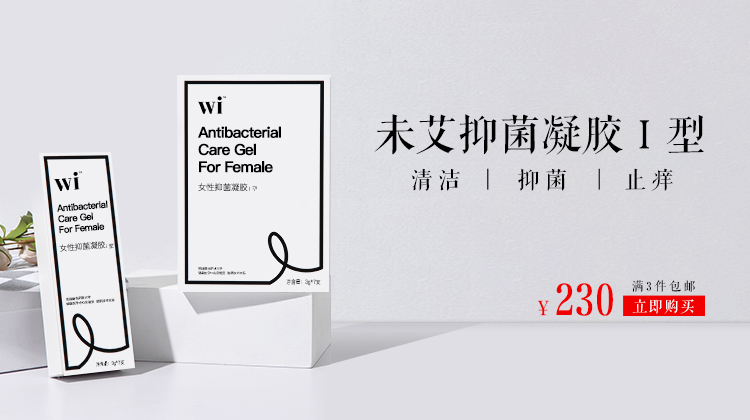 wi
Antibacterial
Care Gel
For Female
女性抑菌凝胶
wi
Antibacterial
Care Gel
For Female
女性抑菌凝胶
未艾抑菌凝胶 I 型
清洁 | 抑菌 | 止痒
满3件包邮
¥ 230
立即购买